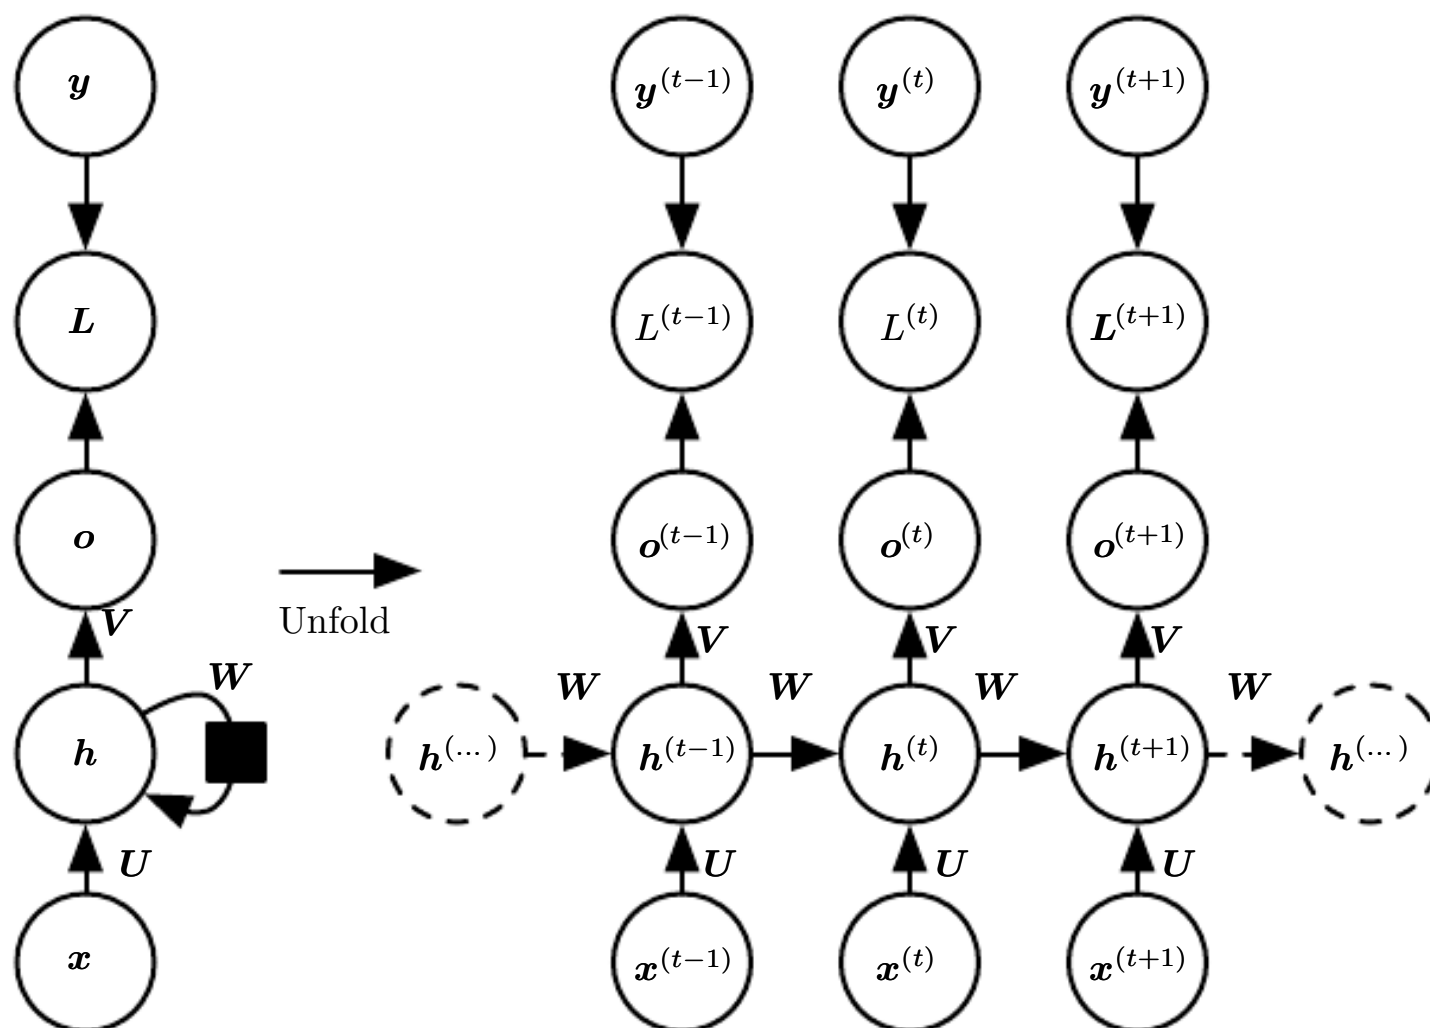 y y^(t−1) y^(t) y^(t+1)
L L^(t−1) L^(t) L^(t+1)
o o^(t−1) o^(t) o^(t+1)
V Unfold V V V
W W W W W
h h^(...) h^(t−1) h^(t) h^(t+1) h^(...)
U U U U
x x^(t−1) x^(t) x^(t+1)